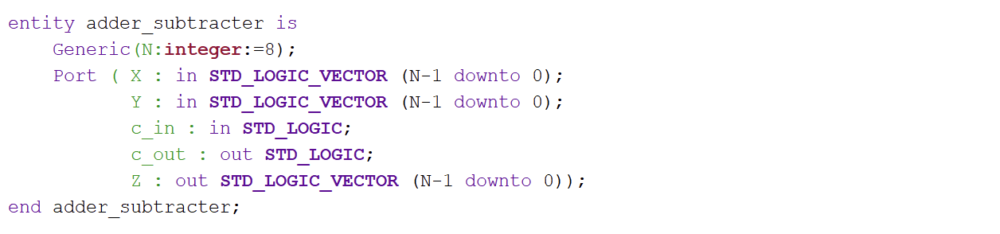 entity adder_subtracter is
    Generic(N:integer:=8);
    Port ( X : in STD_LOGIC_VECTOR (N-1 downto 0);
           Y : in STD_LOGIC_VECTOR (N-1 downto 0);
           c_in : in STD_LOGIC;
           c_out : out STD_LOGIC;
           Z : out STD_LOGIC_VECTOR (N-1 downto 0));
end adder_subtracter;